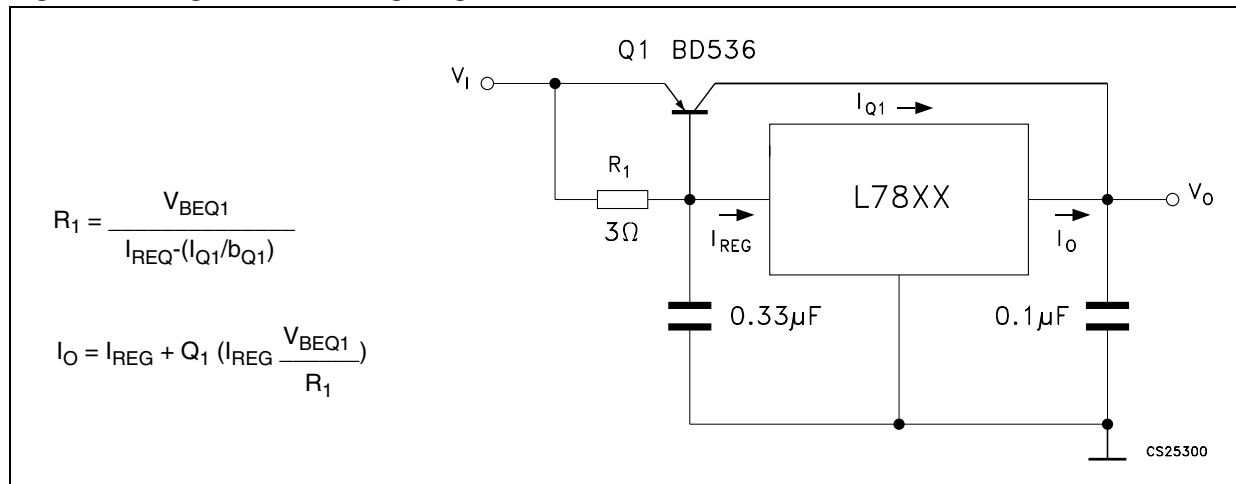 Q1 BD536
V_I
I_Q1
R_1
3Ω
I_REG
L78XX
I_O
V_O
0.33µF
0.1µF
CS25300
R_1 = V_BEQ1 / I_REQ-(I_Q1/b_Q1)
I_O = I_REG + Q_1 (I_REG V_BEQ1 / R_1)